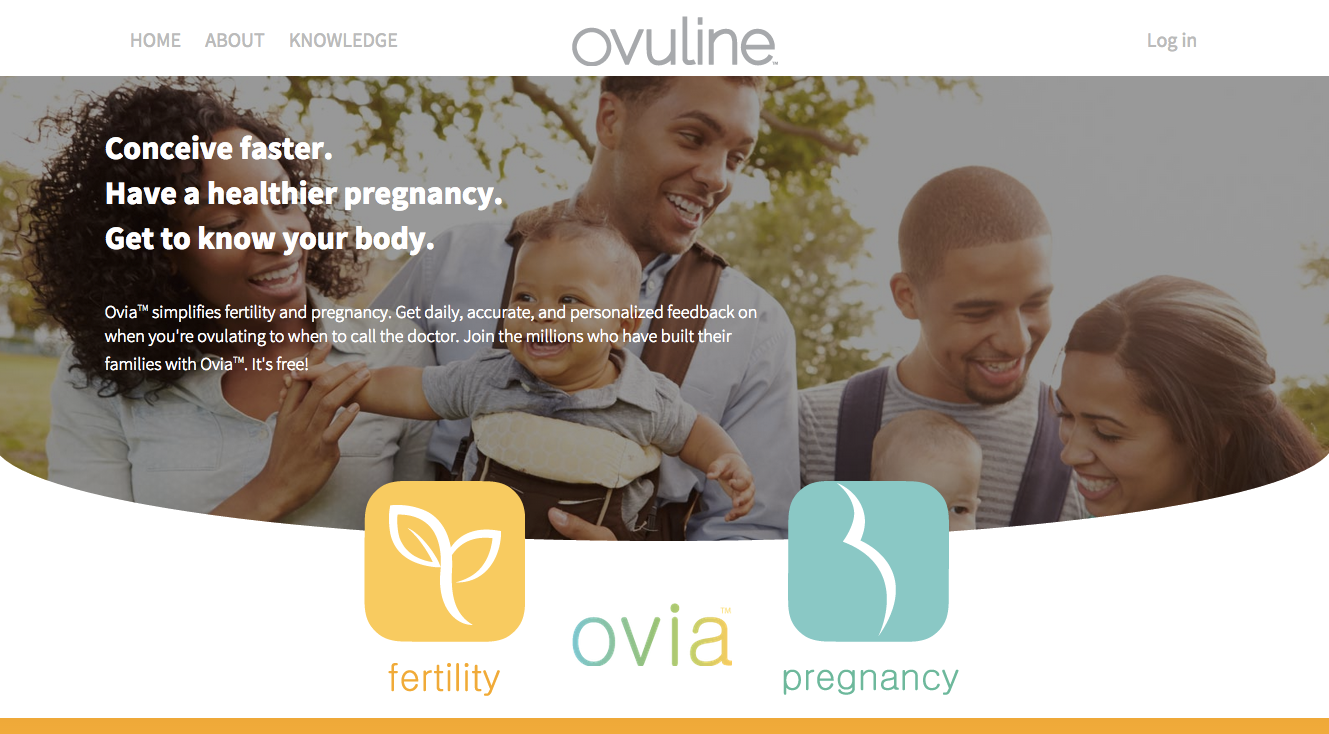 HOME ABOUT KNOWLEDGE
ovuline™
Log in
Conceive faster.
Have a healthier pregnancy.
Get to know your body.
Ovia™ simplifies fertility and pregnancy. Get daily, accurate, and personalized feedback on
when you're ovulating to when to call the doctor. Join the millions who have built their
families with Ovia™. It's free!
fertility
ovia™
pregnancy